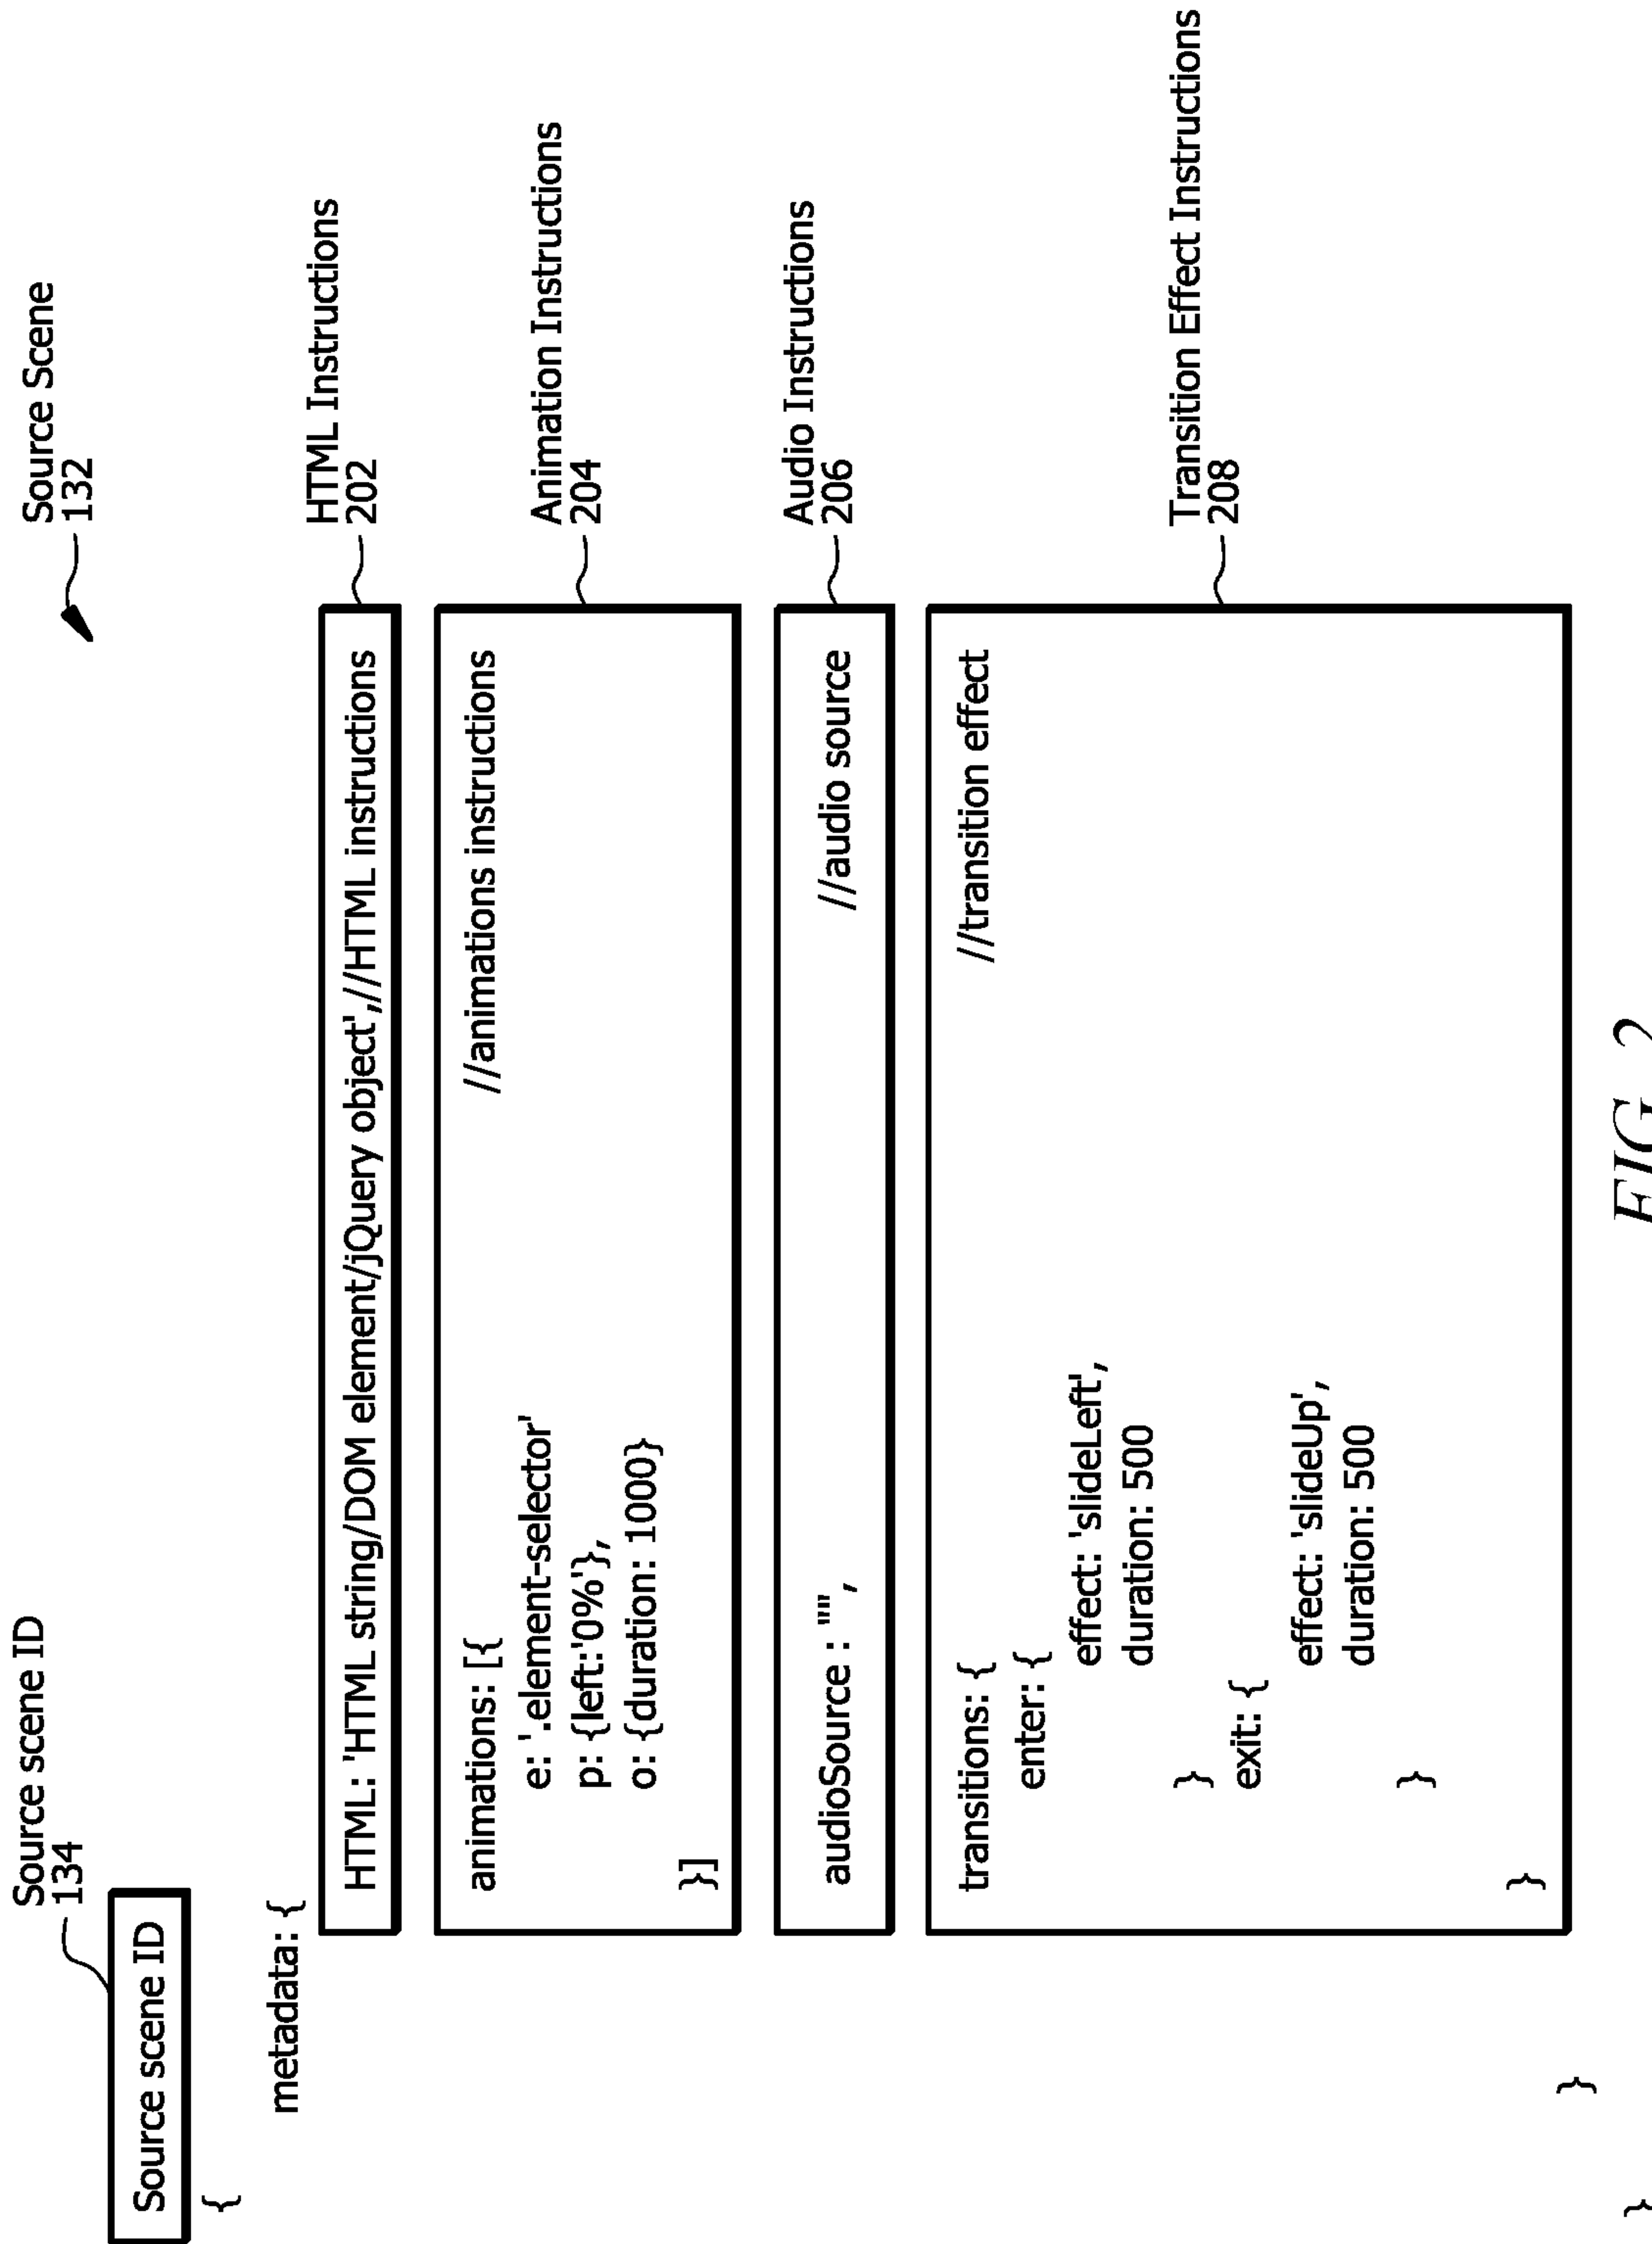 Source scene ID
134
Source Scene
132
Source scene ID
{
metadata: {
HTML: 'HTML string/DOM element/jQuery object',//HTML instructions
HTML Instructions
202
animations: [{ //animations instructions
e: '.element-selector'
p: {left:'0%'},
o: {duration: 1000}
}]
Animation Instructions
204
audioSource : "", //audio source
Audio Instructions
206
transitions: { //transition effect
enter: {
effect: 'slideLeft',
duration: 500
}
exit: {
effect: 'slideUp',
duration: 500
}
}
Transition Effect Instructions
208
}
}
FIG. 2